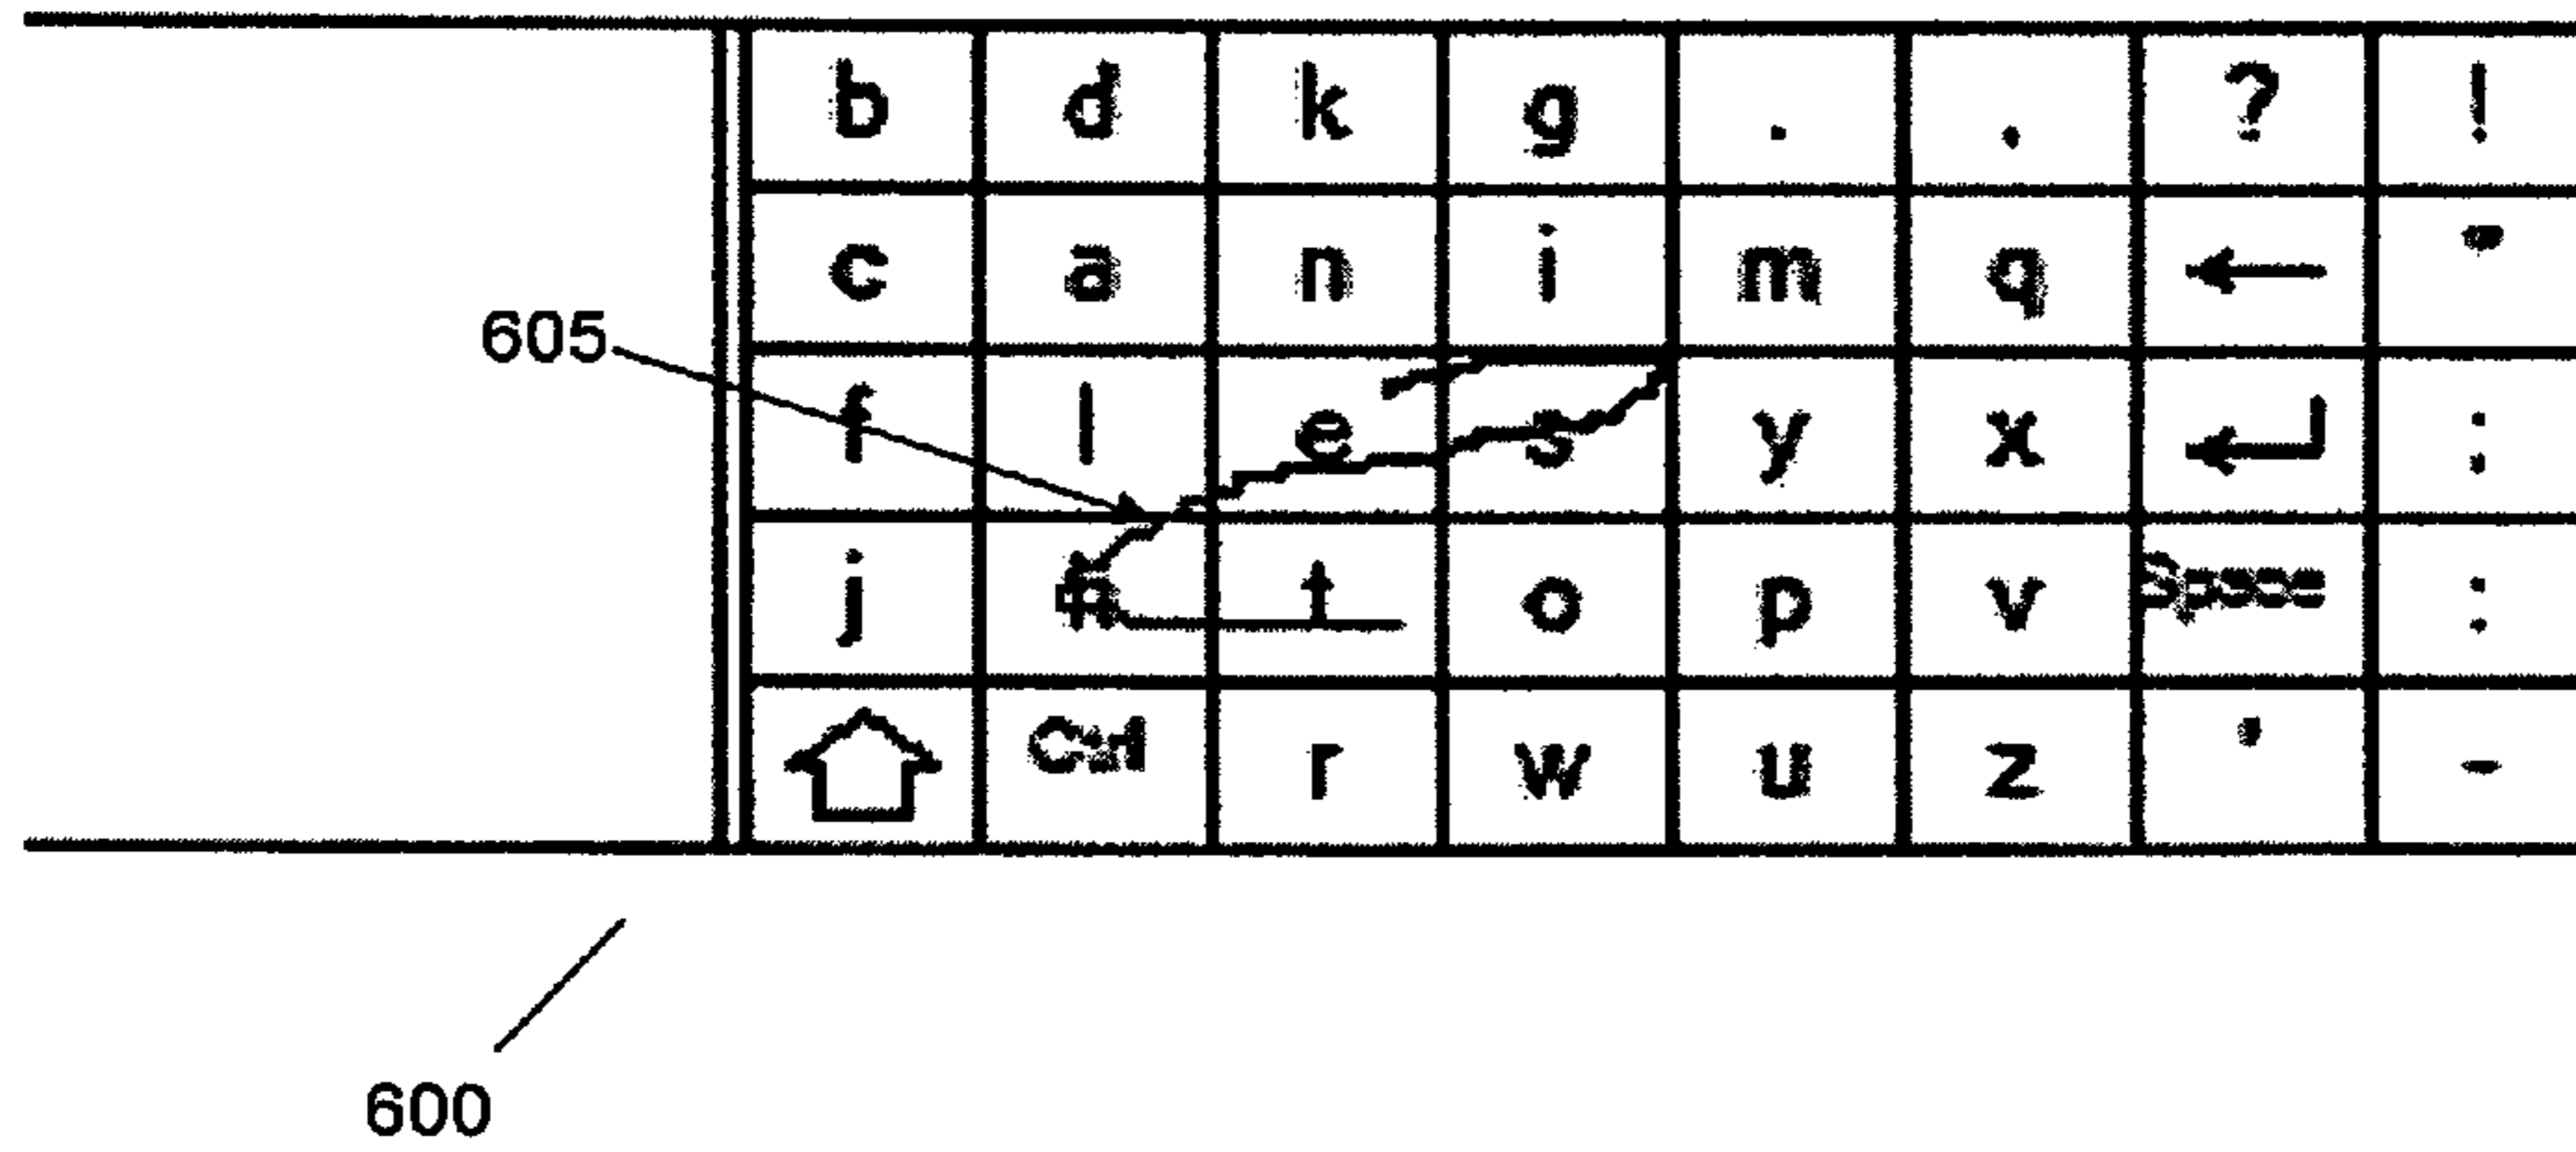 b d k g . , ? !
c a n i m q ← "
605
f l e s y x ↵ :
j h o p v Space :
Ctrl r w u z ' -
600